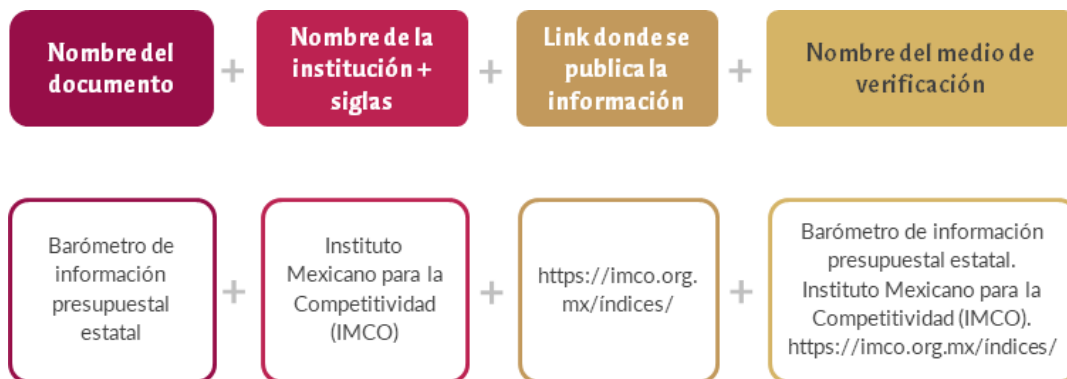 Nombre del
documento
+
Nombre de la
institución +
siglas
+
Link donde se
publica la
información
+
Nombre del medio de
verificación
Barómetro de
información
presupuestal
estatal
+
Instituto
Mexicano para la
Competitividad
(IMCO)
+
https://imco.org.
mx/índices/
+
Barómetro de información
presupuestal estatal.
Instituto Mexicano para la
Competitividad (IMCO).
https://imco.org.mx/índices/